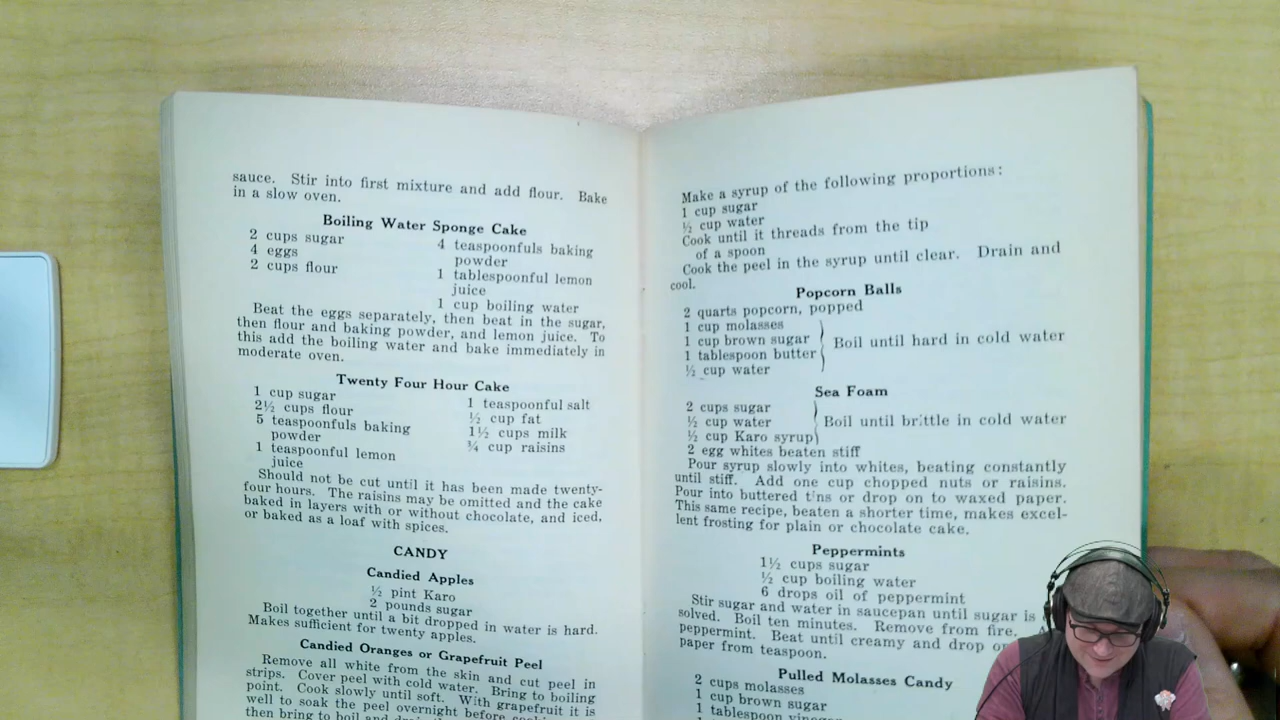 sauce. Stir into first mixture and add flour. Bake
in a slow oven.
Boiling Water Sponge Cake
2 cups sugar
4 eggs
2 cups flour
4 teaspoonfuls baking
powder
1 tablespoonful lemon
juice
1 cup boiling water
Beat the eggs separately, then beat in the sugar,
then flour and baking powder, and lemon juice. To
this add the boiling water and bake immediately in
moderate oven.
Twenty Four Hour Cake
1 cup sugar
2½ cups flour
5 teaspoonfuls baking
powder
1 teaspoonful lemon
juice
1 teaspoonful salt
½ cup fat
1½ cups milk
¾ cup raisins
Should not be cut until it has been made twenty-
four hours. The raisins may be omitted and the cake
baked in layers with or without chocolate, and iced,
or baked as a loaf with spices.
CANDY
Candied Apples
½ pint Karo
2 pounds sugar
Boil together until a bit dropped in water is hard.
Makes sufficient for twenty apples.
Candied Oranges or Grapefruit Peel
Remove all white from the skin and cut peel in
strips. Cover peel with cold water. Bring to boiling
point. Cook slowly until soft. With grapefruit it is
well to soak the peel overnight before
then bring to boil and
Make a syrup of the following proportions:
1 cup sugar
½ cup water
Cook until it threads from the tip
of a spoon
Cook the peel in the syrup until clear. Drain and
cool.
Popcorn Balls
2 quarts popcorn, popped
1 cup molasses
1 cup brown sugar
1 tablespoon butter
½ cup water
Boil until hard in cold water
Sea Foam
2 cups sugar
½ cup water
½ cup Karo syrup
Boil until brittle in cold water
2 egg whites beaten stiff
Pour syrup slowly into whites, beating constantly
until stiff. Add one cup chopped nuts or raisins.
Pour into buttered tins or drop on to waxed paper.
This same recipe, beaten a shorter time, makes excel-
lent frosting for plain or chocolate cake.
Peppermints
1½ cups sugar
½ cup boiling water
6 drops oil of peppermint
Stir sugar and water in saucepan until sugar is
solved. Boil ten minutes. Remove from fire.
peppermint. Beat until creamy and drop
paper from teaspoon.
Pulled Molasses Candy
2 cups molasses
1 cup brown sugar
1 tablespoon